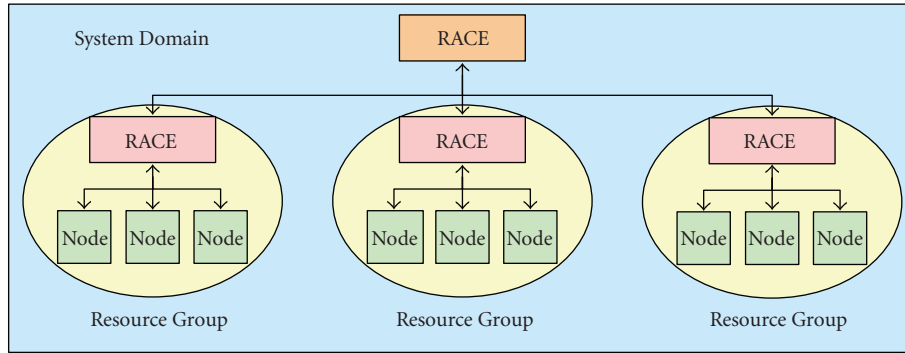 System Domain
RACE
RACE
RACE
RACE
Node Node Node
Node Node Node
Node Node Node
Resource Group
Resource Group
Resource Group